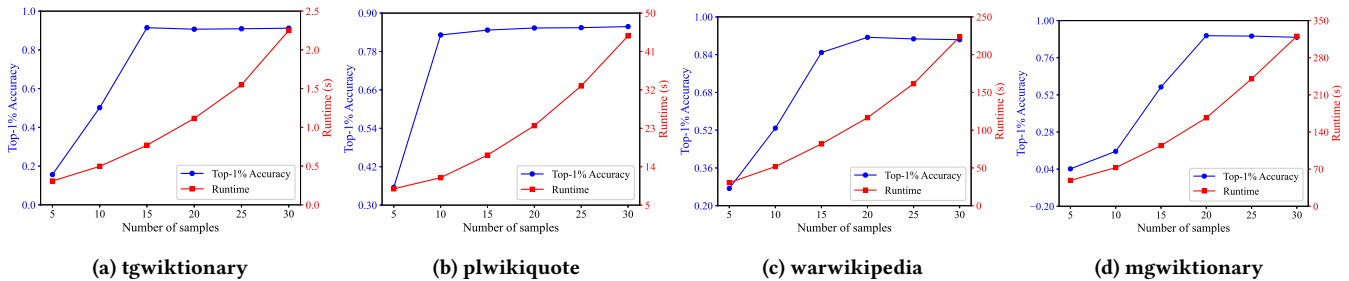 1.0
0.8
0.6
0.4
0.2
0.0
Top-1% Accuracy
2.5
2.0
1.5
1.0
0.5
0.0
Runtime (s)
Top-1% Accuracy
Runtime
5 10 15 20 25 30
Number of samples
(a) tgwiktionary
0.90
0.78
0.66
0.54
0.42
0.30
Top-1% Accuracy
50
41
32
23
14
5
Runtime (s)
Top-1% Accuracy
Runtime
5 10 15 20 25 30
Number of samples
(b) plwikiquote
1.00
0.84
0.68
0.52
0.36
0.20
Top-1% Accuracy
250
200
150
100
50
0
Runtime (s)
Top-1% Accuracy
Runtime
5 10 15 20 25 30
Number of samples
(c) warwikipedia
1.00
0.76
0.52
0.28
0.04
−0.20
Top-1% Accuracy
350
280
210
140
70
0
Runtime (s)
Top-1% Accuracy
Runtime
5 10 15 20 25 30
Number of samples
(d) mgwiktionary